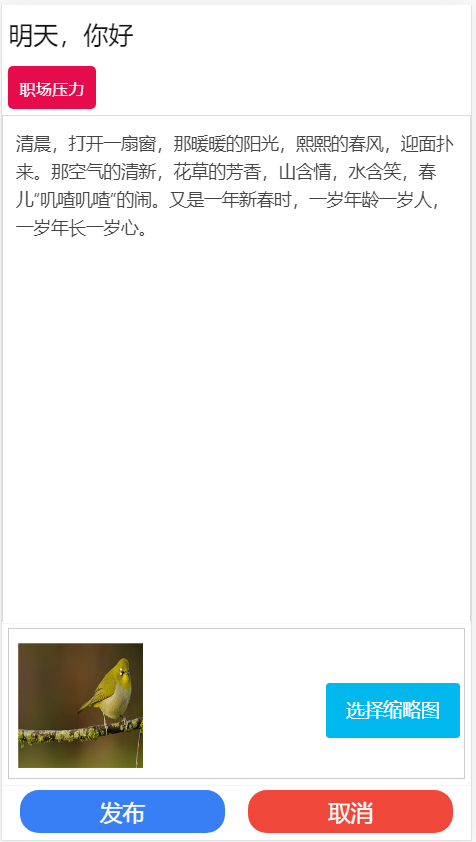 明天，你好
职场压力
清晨，打开一扇窗，那暖暖的阳光，熙熙的春风，迎面扑
来。那空气的清新，花草的芳香，山含情，水含笑，春
儿“叽喳叽喳”的闹。又是一年新春时，一岁年龄一岁人，
一岁年长一岁心。
选择缩略图
发布
取消